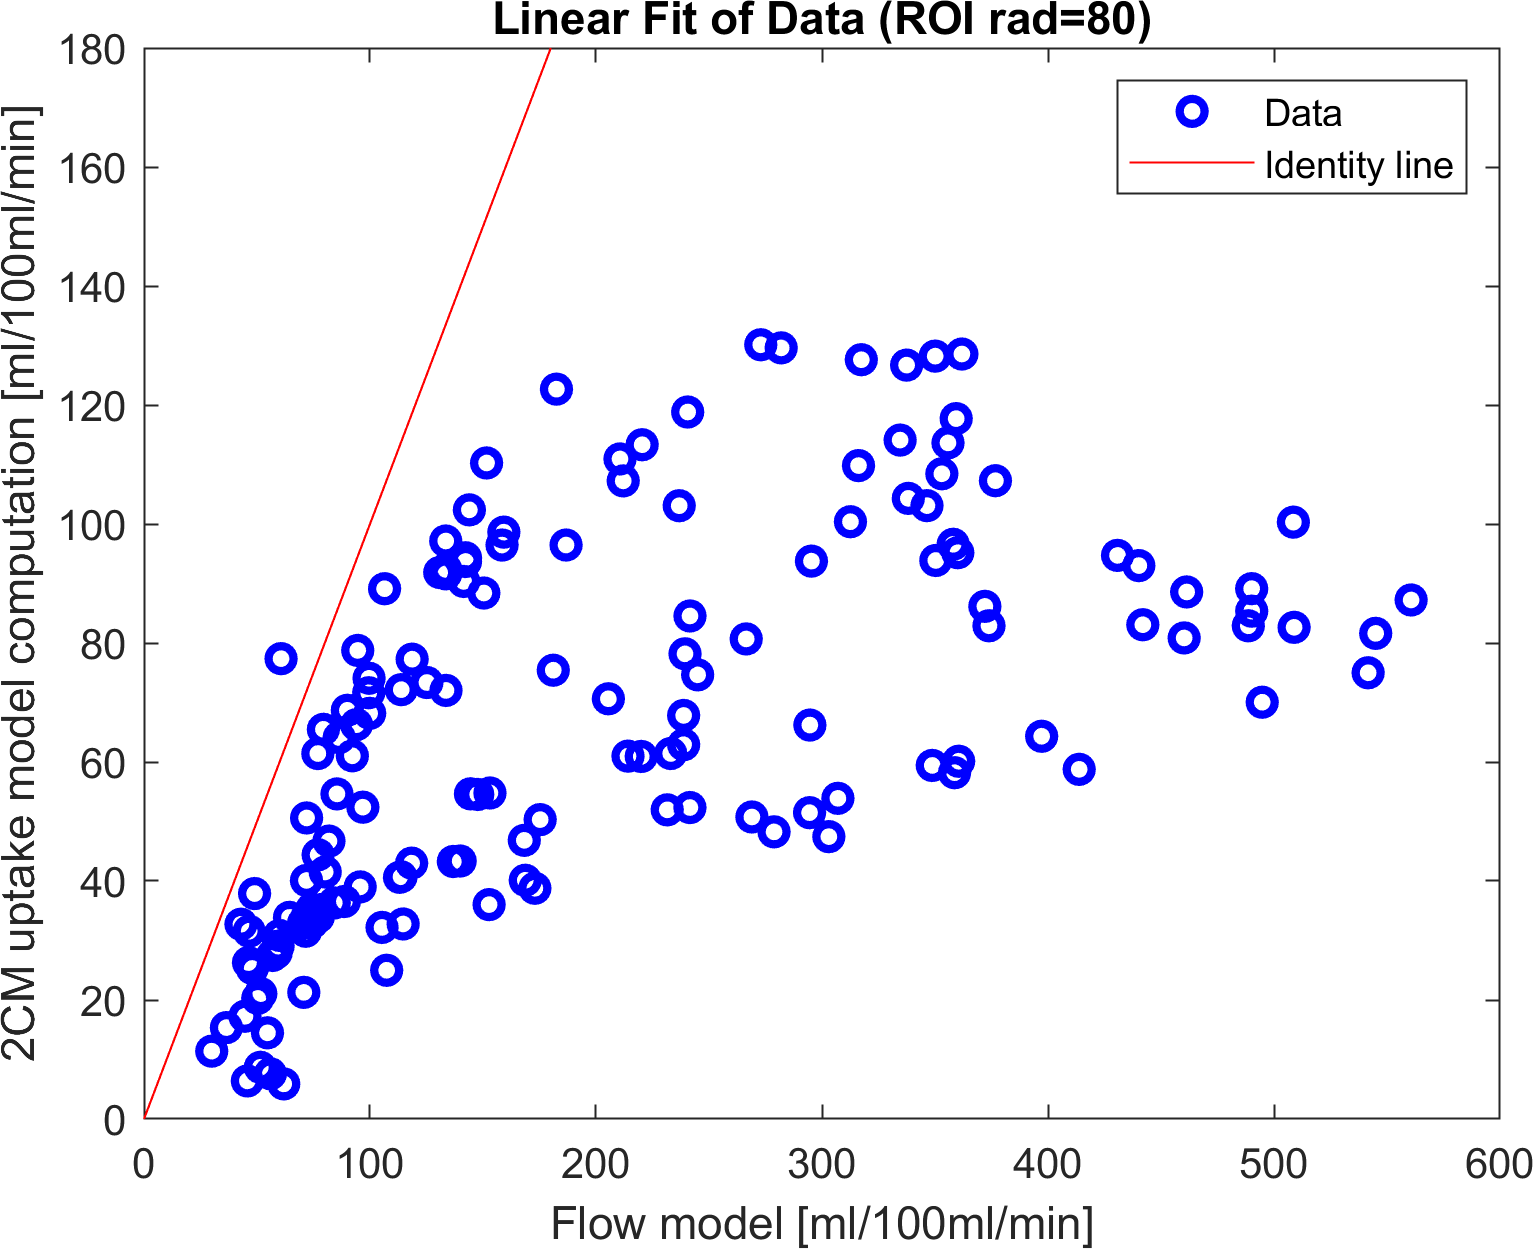 Linear Fit of Data (ROI rad=80)
180
160
140
120
100
80
60
40
20
0
2CM uptake model computation [ml/100ml/min]
Data
Identity line
0 100 200 300 400 500 600
Flow model [ml/100ml/min]